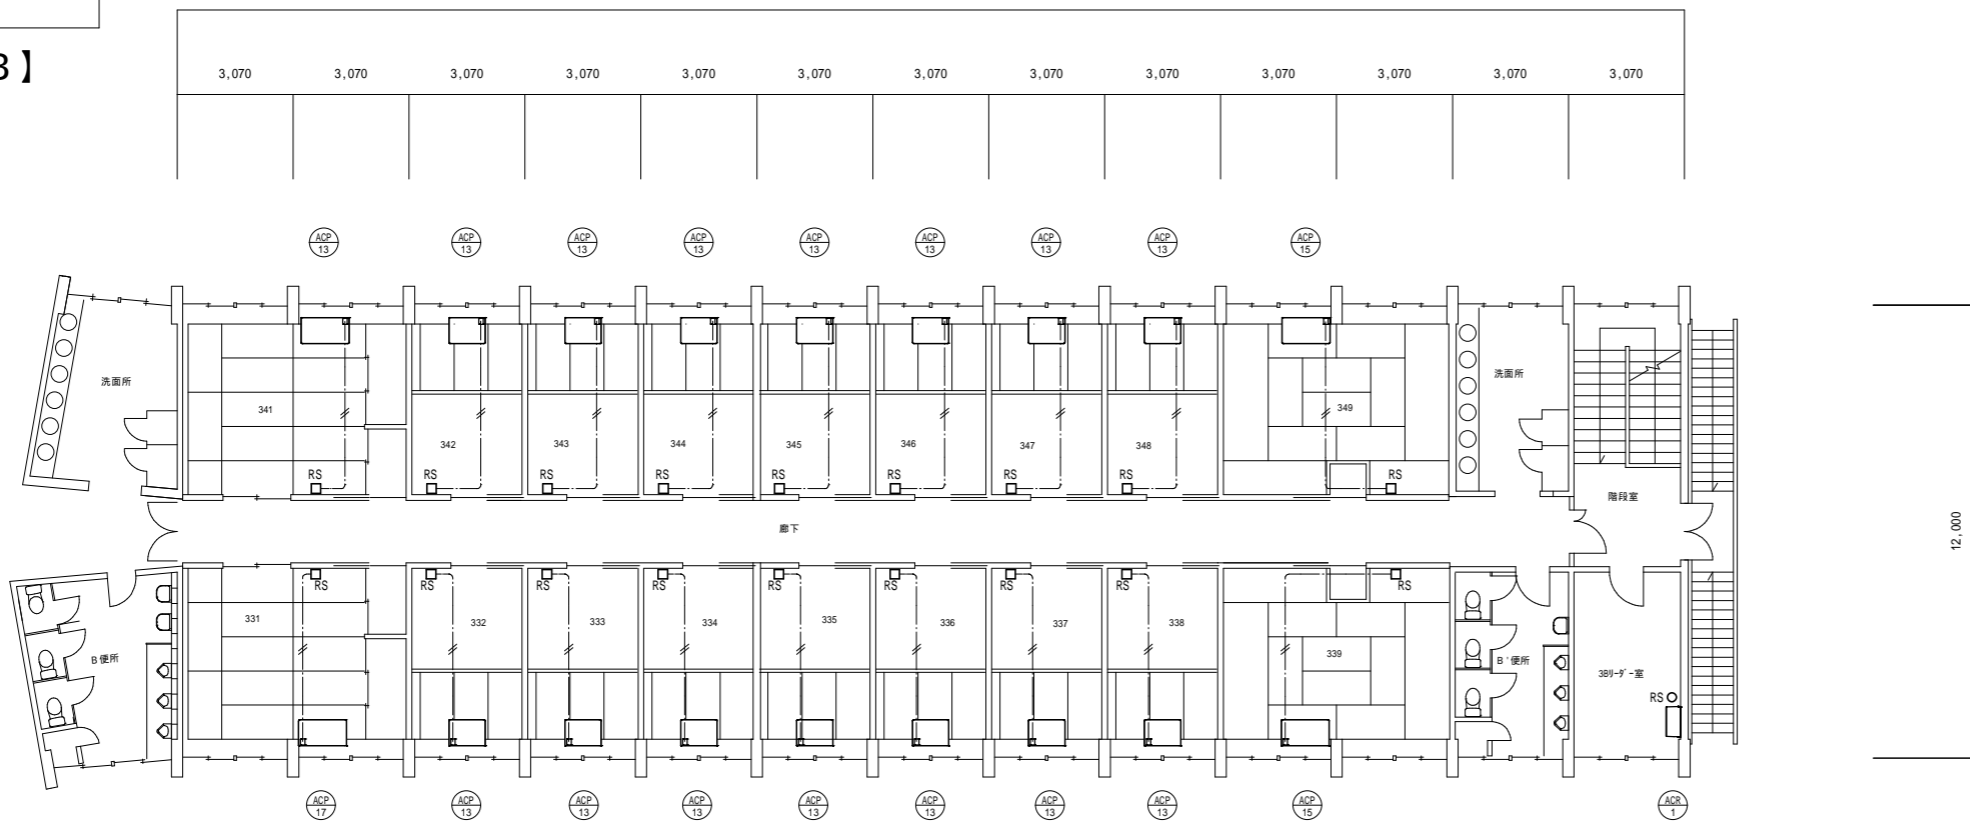 3】
3,070 3,070 3,070 3,070 3,070 3,070 3,070 3,070 3,070 3,070 3,070 3,070 3,070
ACP 13 ACP 13 ACP 13 ACP 13 ACP 13 ACP 13 ACP 13 ACP 13 ACP 15
洗面所 洗面所
341 342 343 344 345 346 347 348 349
RS RS RS RS RS RS RS RS RS
階段室
廊下
12,000
RS RS RS RS RS RS RS RS RS
331 332 333 334 335 336 337 338 339
B便所 B'便所 3Bリーダー室
RS
ACP 17 ACP 13 ACP 13 ACP 13 ACP 13 ACP 13 ACP 13 ACP 13 ACP 15 ACR 1